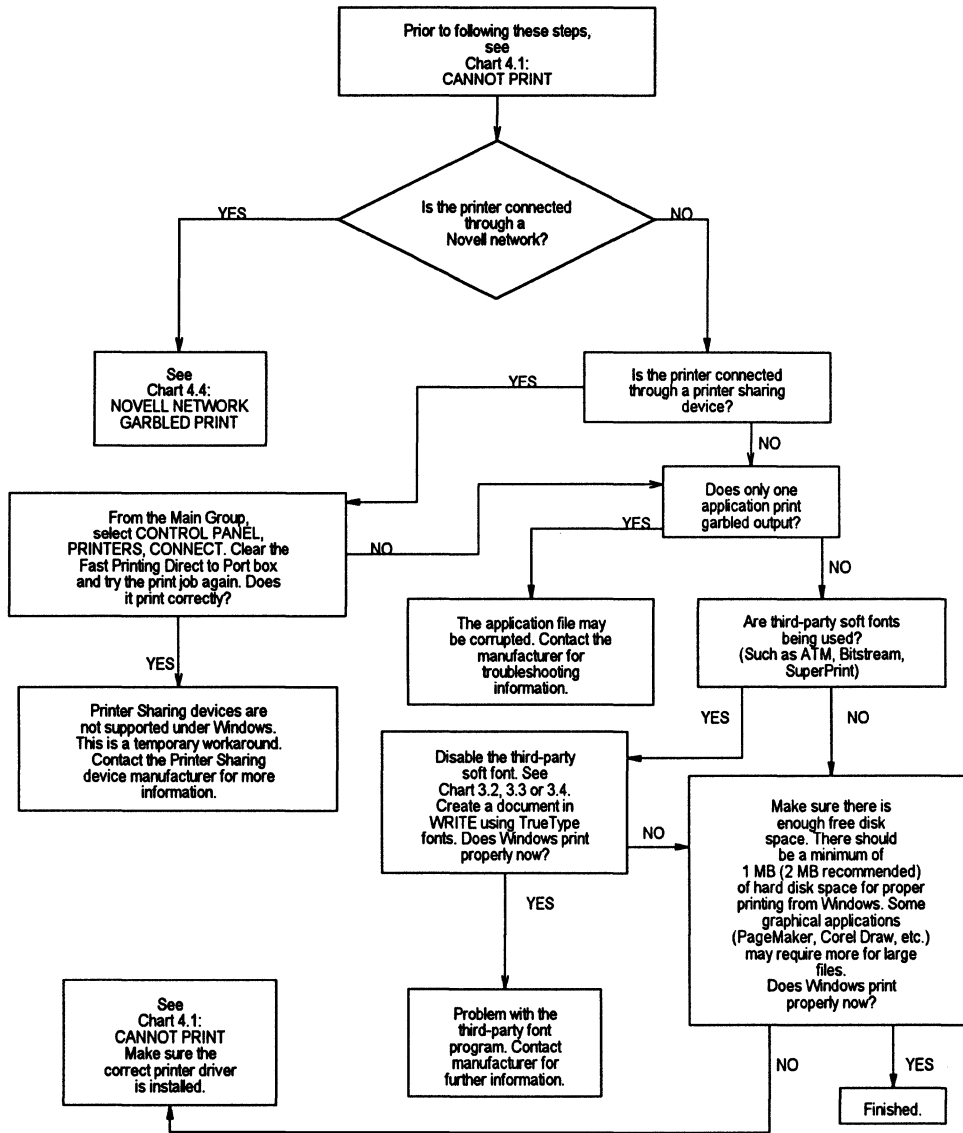 Prior to following these steps,
see
Chart 4.1:
CANNOT PRINT
Is the printer connected
through a
Novell network?
YES
NO
See
Chart 4.4:
NOVELL NETWORK
GARBLED PRINT
Is the printer connected
through a printer sharing
device?
YES
NO
From the Main Group,
select CONTROL PANEL,
PRINTERS, CONNECT. Clear the
Fast Printing Direct to Port box
and try the print job again. Does
it print correctly?
NO
YES
Does only one
application print
garbled output?
YES
NO
Printer Sharing devices are
not supported under Windows.
This is a temporary workaround.
Contact the Printer Sharing
device manufacturer for more
information.
The application file may
be corrupted. Contact the
manufacturer for
troubleshooting
information.
Are third-party soft fonts
being used?
(Such as ATM, Bitstream,
SuperPrint)
YES
NO
Disable the third-party
soft font. See
Chart 3.2, 3.3 or 3.4.
Create a document in
WRITE using TrueType
fonts. Does Windows print
properly now?
NO
YES
Make sure there is
enough free disk
space. There should
be a minimum of
1 MB (2 MB recommended)
of hard disk space for proper
printing from Windows. Some
graphical applications
(PageMaker, Corel Draw, etc.)
may require more for large
files.
Does Windows print
properly now?
NO
YES
See
Chart 4.1:
CANNOT PRINT
Make sure the
correct printer driver
is installed.
Problem with the
third-party font
program. Contact
manufacturer for
further information.
Finished.